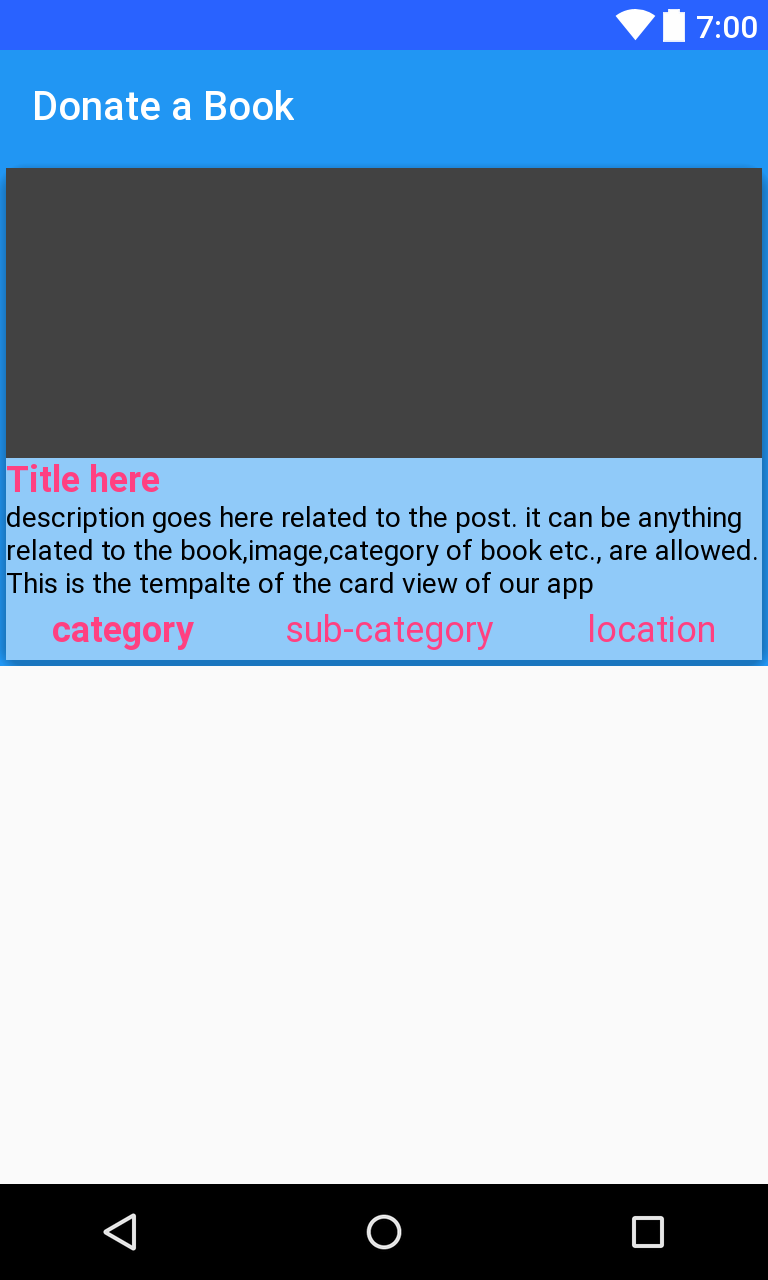 7:00
Donate a Book
Title here
description goes here related to the post. it can be anything
related to the book,image,category of book etc., are allowed.
This is the tempalte of the card view of our app
category sub-category location